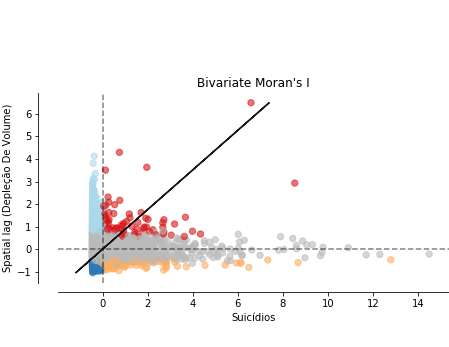 Bivariate Moran's I
Spatial lag (Depleção De Volume)
6
5
4
3
2
1
0
−1
0 2 4 6 8 10 12 14
Suicídios